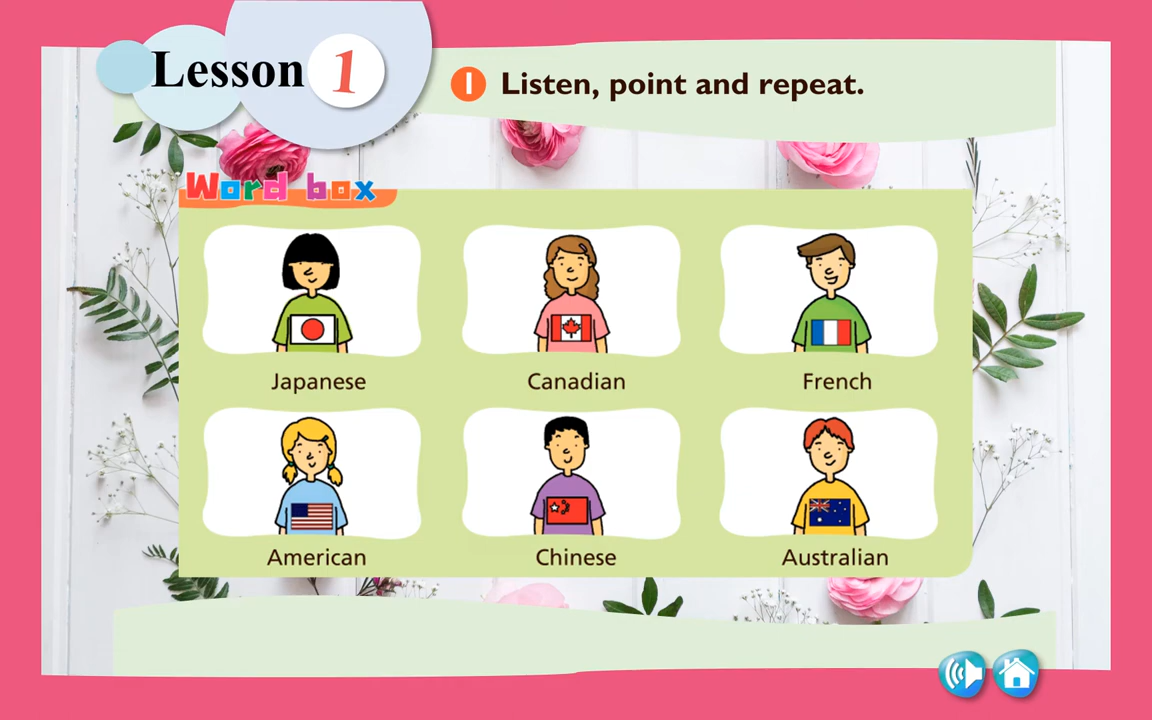 Lesson 1
1 Listen, point and repeat.
Word box
Japanese Canadian French
American Chinese Australian